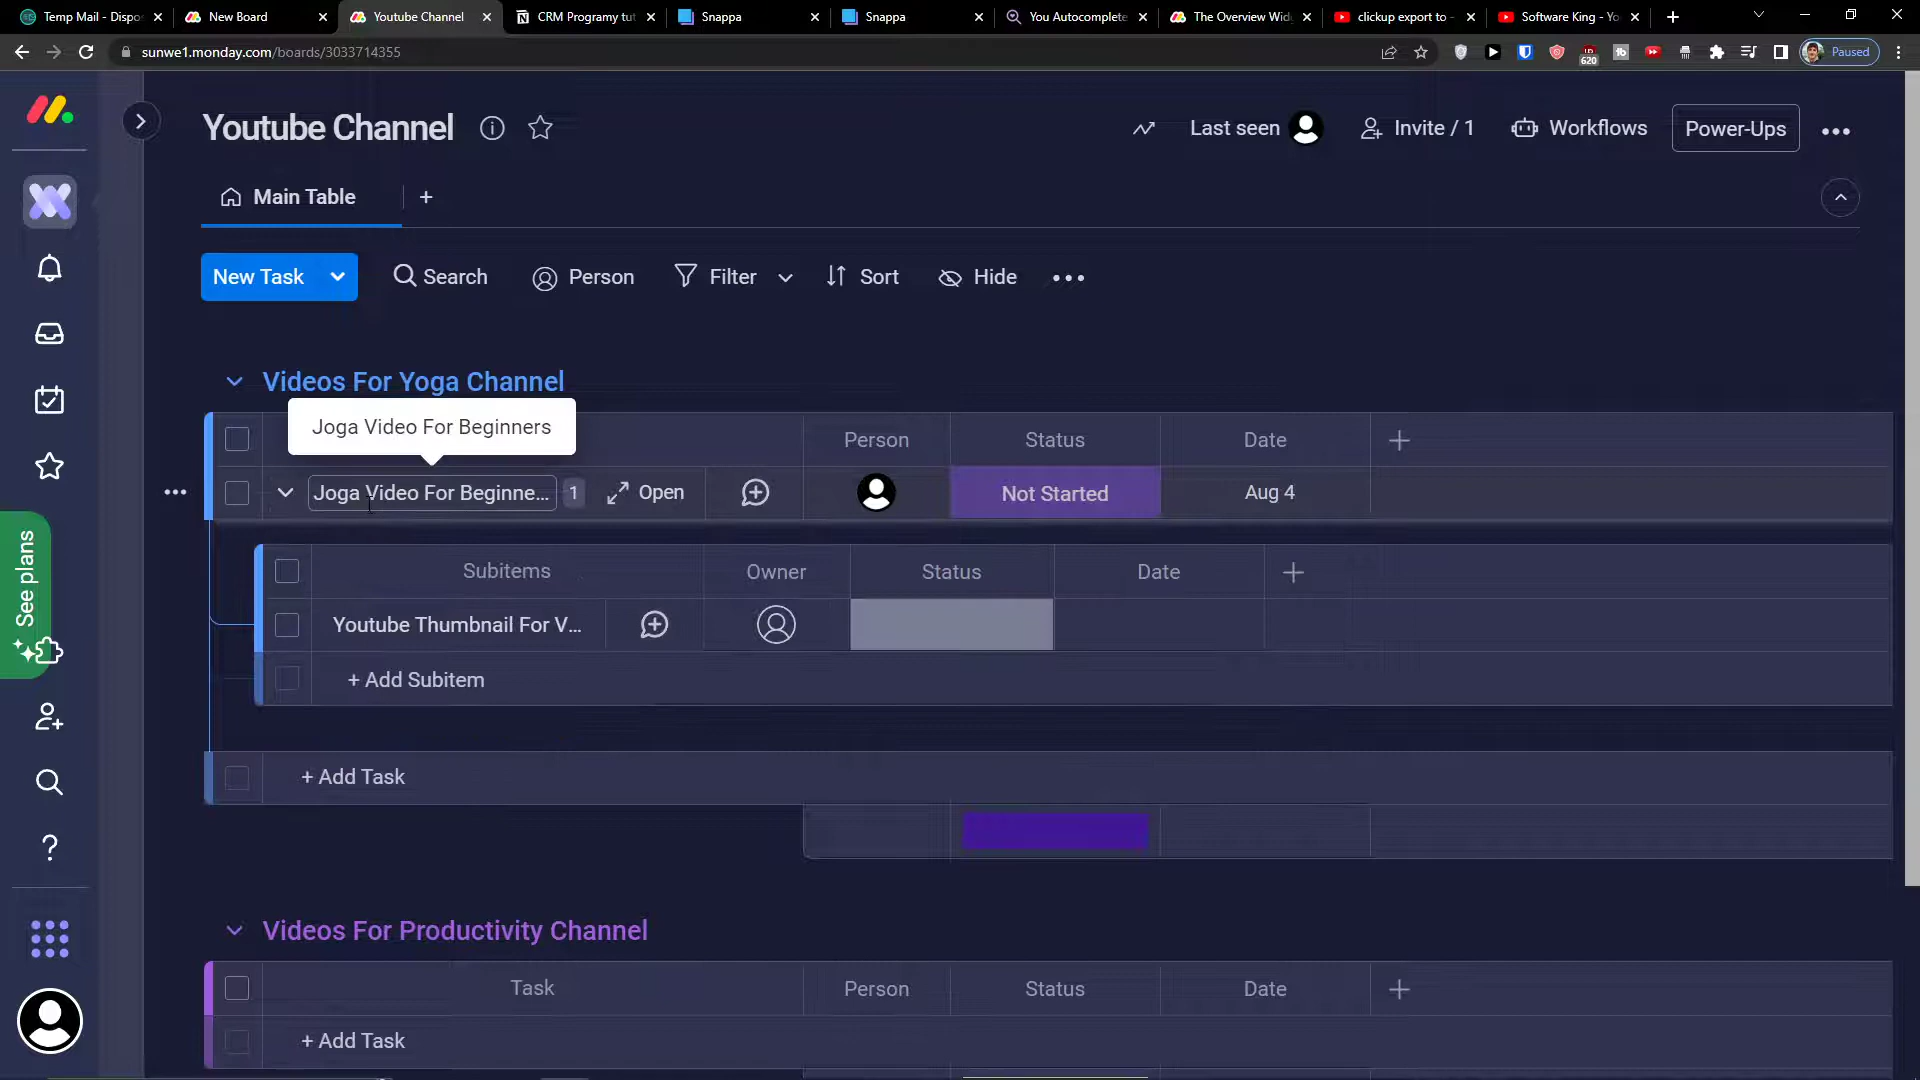 Temp Mail - Dispo
New Board
Youtube Channel
CRM Programy tu
Snappa
Snappa
You Autocomplete
The Overview Wid
clickup export to -
Software King - Yo
sunwe1.monday.com/boards/3033714355
620
Paused
Youtube Channel
Last seen
Invite / 1
Workflows
Power-Ups
Main Table
New Task
Search
Person
Filter
Sort
Hide
Videos For Yoga Channel
Joga Video For Beginners
Person
Status
Date
Joga Video For Beginne...
1
Open
Not Started
Aug 4
See plans
Subitems
Owner
Status
Date
Youtube Thumbnail For V...
+ Add Subitem
+ Add Task
Videos For Productivity Channel
Task
Person
Status
Date
+ Add Task